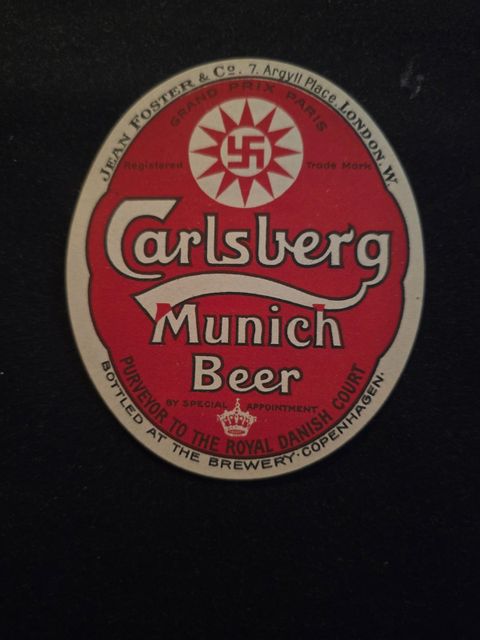 JEAN FOSTER & Co. 7. Argyll Place, LONDON. W.
GRAND PRIX PARIS
Registered Trade Mark
Carlsberg
Munich
Beer
BY SPECIAL APPOINTMENT
PURVEYOR TO THE ROYAL DANISH COURT
BOTTLED AT THE BREWERY·COPENHAGEN.